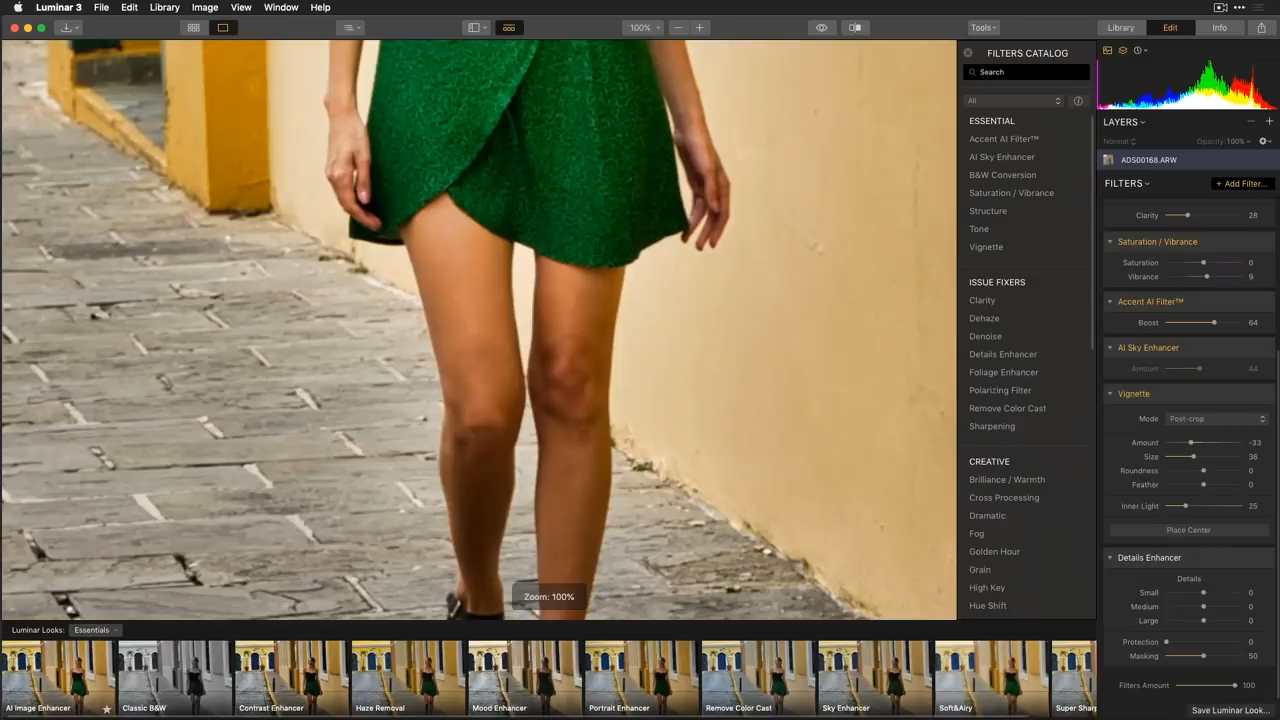 Luminar 3 File Edit Library Image View Window Help
100%
Tools
Library Edit Info
FILTERS CATALOG
Search
All
ESSENTIAL
Accent AI Filter™
AI Sky Enhancer
B&W Conversion
Saturation / Vibrance
Structure
Tone
Vignette
ISSUE FIXERS
Clarity
Dehaze
Denoise
Details Enhancer
Foliage Enhancer
Polarizing Filter
Remove Color Cast
Sharpening
CREATIVE
Brilliance / Warmth
Cross Processing
Dramatic
Fog
Golden Hour
Grain
High Key
Hue Shift
LAYERS
Normal Opacity: 100%
ADS00168.ARW
FILTERS + Add Filter...
Clarity 28
Saturation / Vibrance
Saturation 0
Vibrance 9
Accent AI Filter™
Boost 64
AI Sky Enhancer
Amount 44
Vignette
Mode Post-crop
Amount -33
Size 36
Roundness 0
Feather 0
Inner Light 25
Place Center
Details Enhancer
Details
Small 0
Medium 0
Large 0
Protection 0
Masking 50
Filters Amount 100
Save Luminar Look...
Zoom: 100%
Luminar Looks: Essentials
AI Image Enhancer
Classic B&W
Contrast Enhancer
Haze Removal
Mood Enhancer
Portrait Enhancer
Remove Color Cast
Sky Enhancer
Soft&Airy
Super Sharp